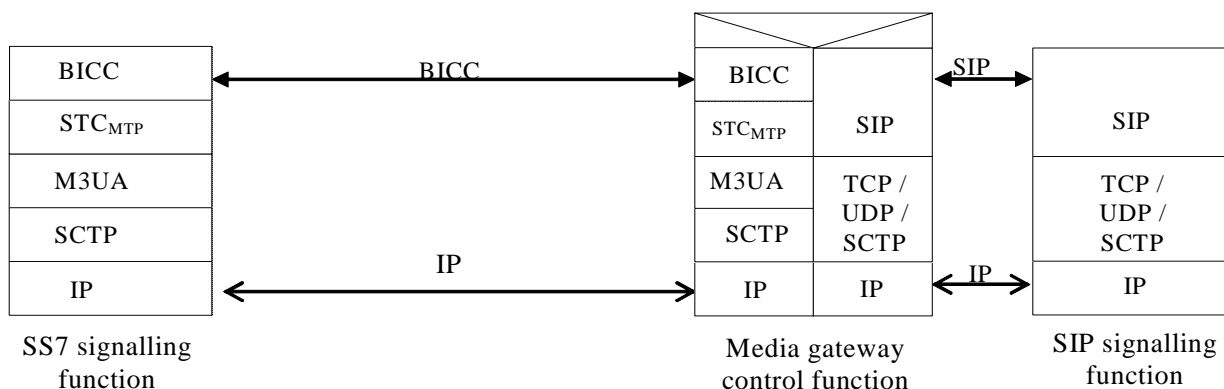 BICC
STCMTP
M3UA
SCTP
IP
SS7 signalling
function
BICC
IP
BICC
STCMTP
M3UA
SCTP
IP
SIP
TCP /
UDP /
SCTP
IP
Media gateway
control function
SIP
IP
SIP
TCP /
UDP /
SCTP
IP
SIP signalling
function